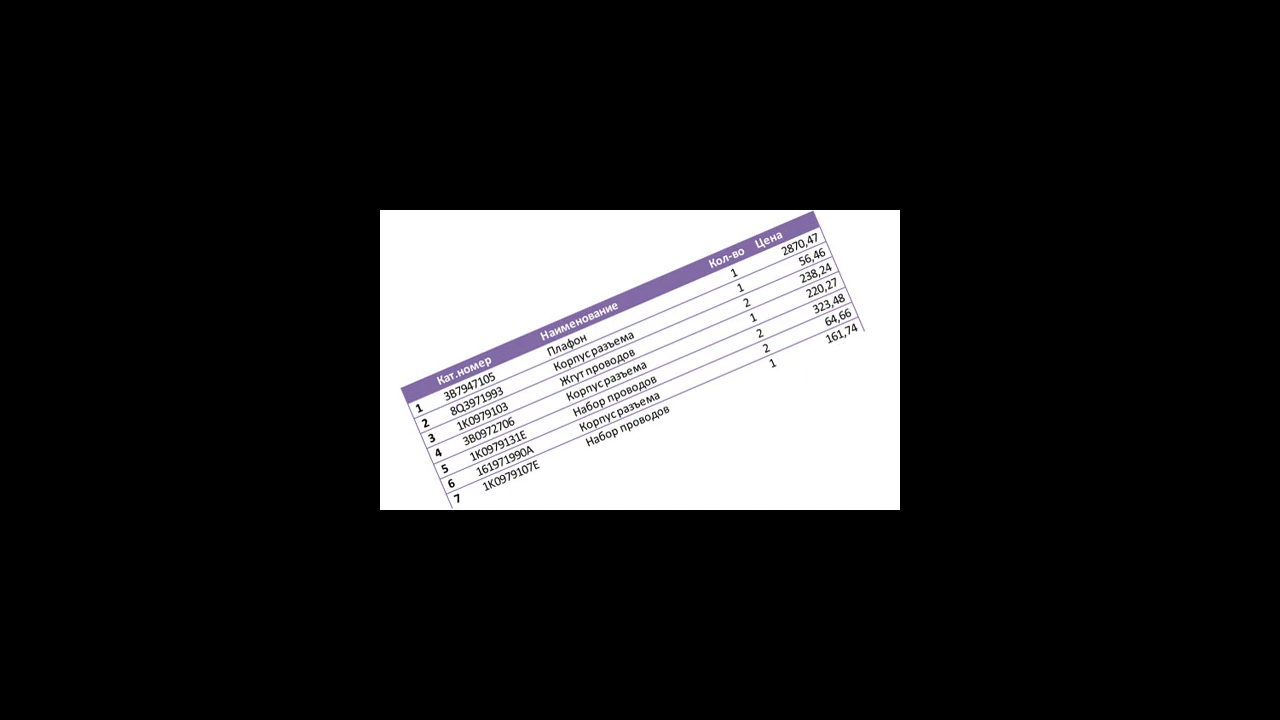 Кат.номер Наименование Кол-во Цена
1 3B7947105 Плафон 1 2870,47
2 8Q3971993 Корпус разъема 1 56,46
3 1K0979103 Жгут проводов 2 238,24
4 3B0972706 Корпус разъема 1 220,27
5 1K0979131E Набор проводов 2 323,48
6 161971990A Корпус разъема 2 64,66
7 1K0979107E Набор проводов 1 161,74